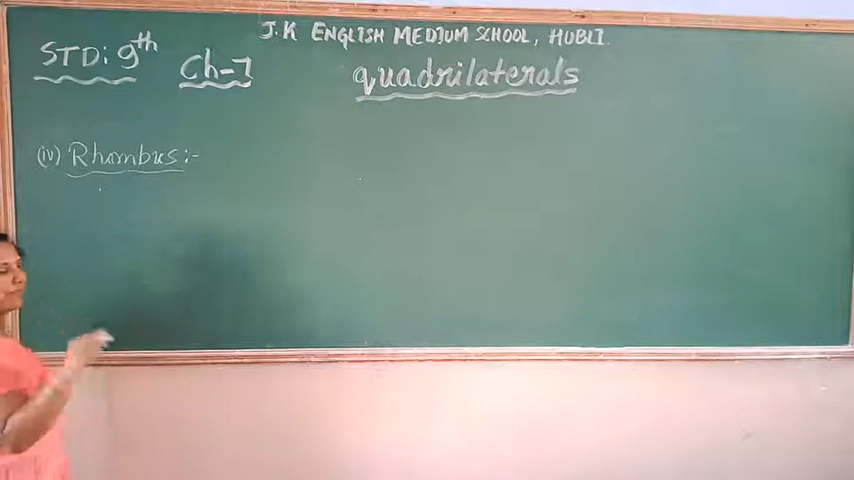 J.K ENGLISH MEDIUM SCHOOL, HUBLI.
STD: 9th Ch-7 quadrilaterals
(iv) Rhombus:-